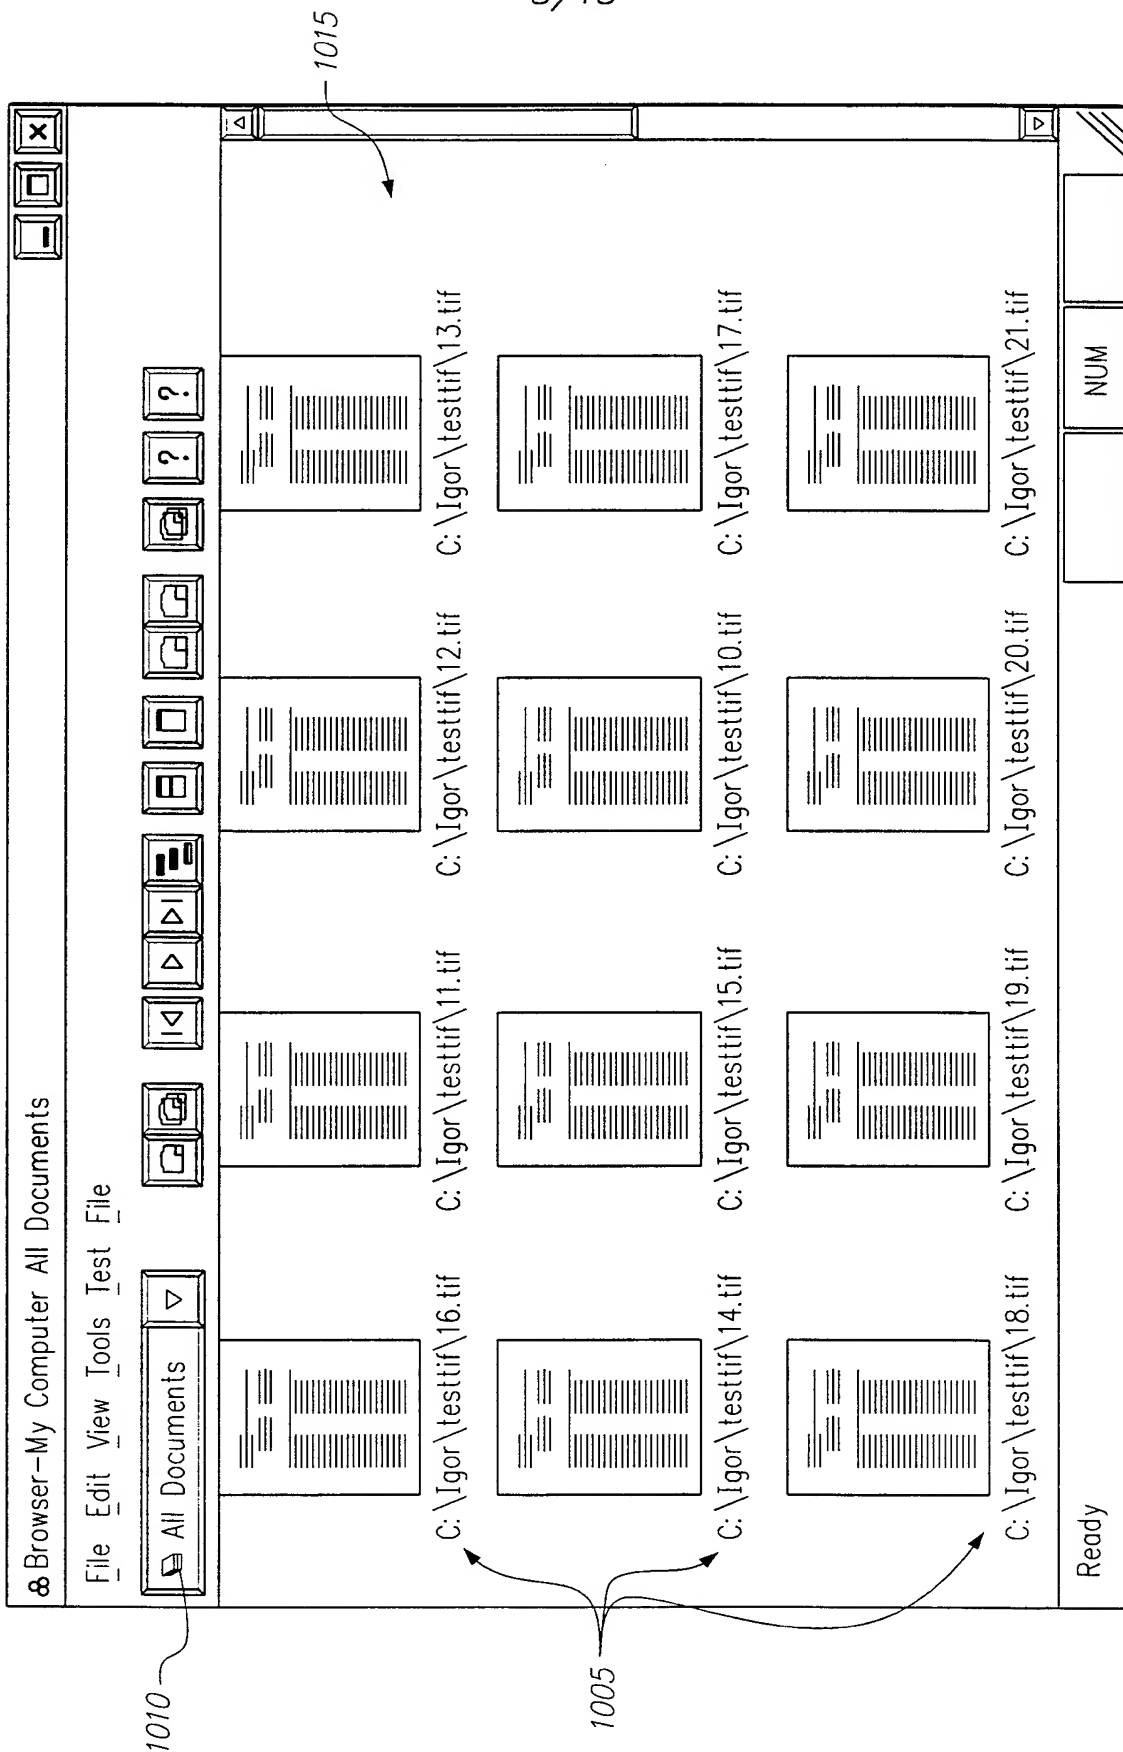 1015
Browser-My Computer All Documents
File Edit View Tools Test File
1010
All Documents
? ?
C:\Igor\testtif\16.tif C:\Igor\testtif\11.tif C:\Igor\testtif\12.tif C:\Igor\testtif\13.tif
C:\Igor\testtif\14.tif C:\Igor\testtif\15.tif C:\Igor\testtif\10.tif C:\Igor\testtif\17.tif
1005
C:\Igor\testtif\18.tif C:\Igor\testtif\19.tif C:\Igor\testtif\20.tif C:\Igor\testtif\21.tif
Ready NUM